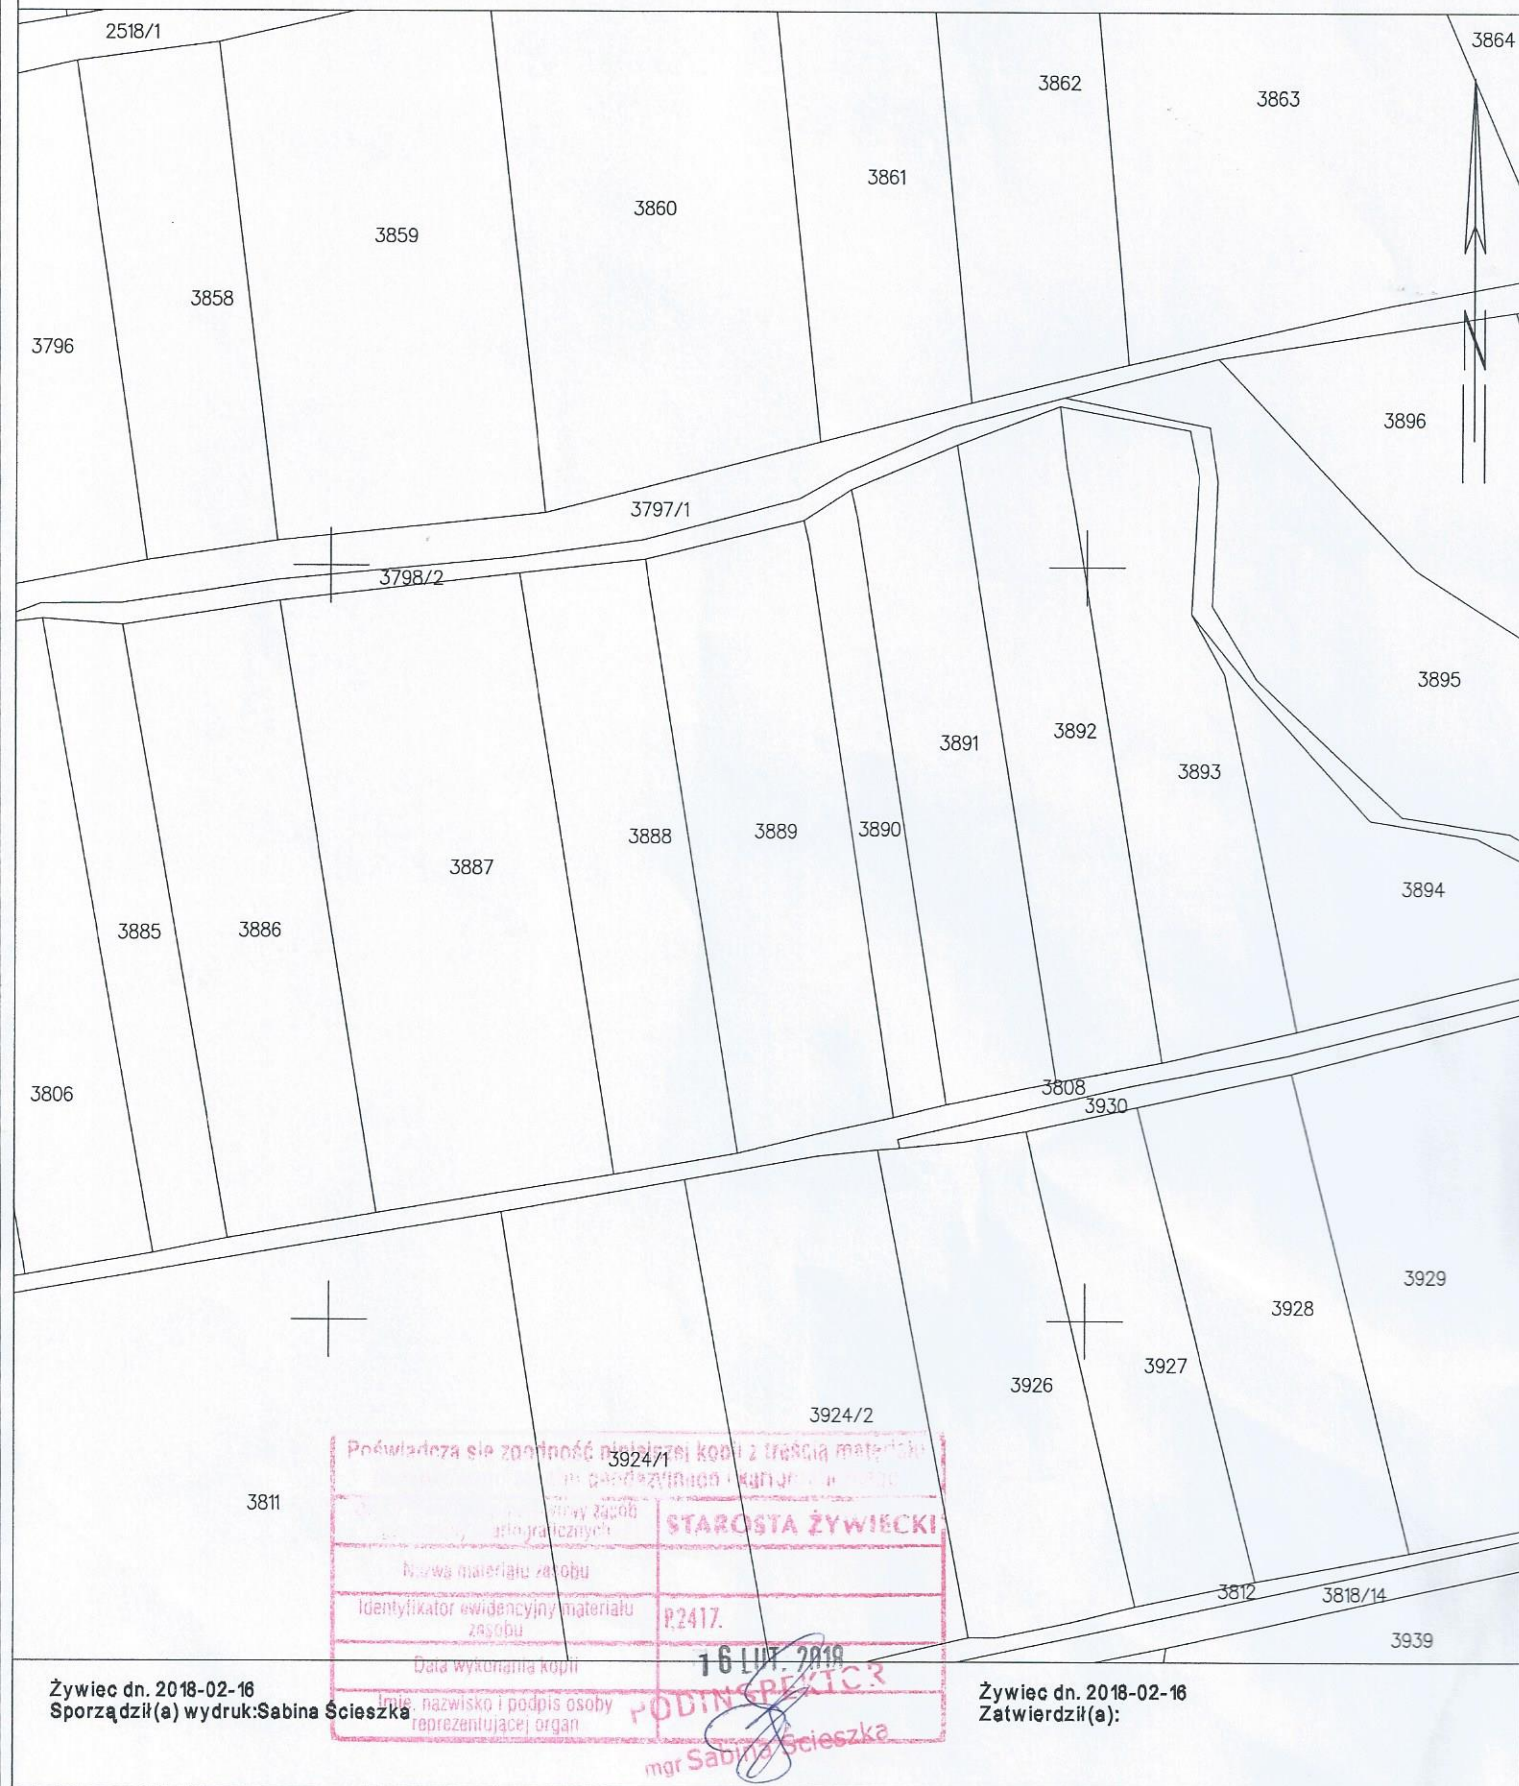 2518/1
3864
3862
3863
3861
3860
3859
3858
3796
3896
3797/1
3798/2
3895
3891
3892
3893
3888
3889
3890
3887
3894
3885
3886
3806
3808
3930
3929
3928
3927
3926
3924/2
3924/1
3811
3812
3818/14
3939
N
Poświadcza się zgodność niniejszej kopii z treścią
zasób
STAROSTA ŻYWIECKI
Nazwa materiału zasobu
Identyfikator ewidencyjny materiału
zasobu
P.2417.
Data wykonania kopii
16 LUT. 2018
Imię, nazwisko i podpis osoby
reprezentującej organ
PODINSPEKTOR
mgr Sabina Ścieszka
Żywiec dn. 2018-02-16
Sporządził(a) wydruk:Sabina Ścieszka
Żywiec dn. 2018-02-16
Zatwierdził(a):